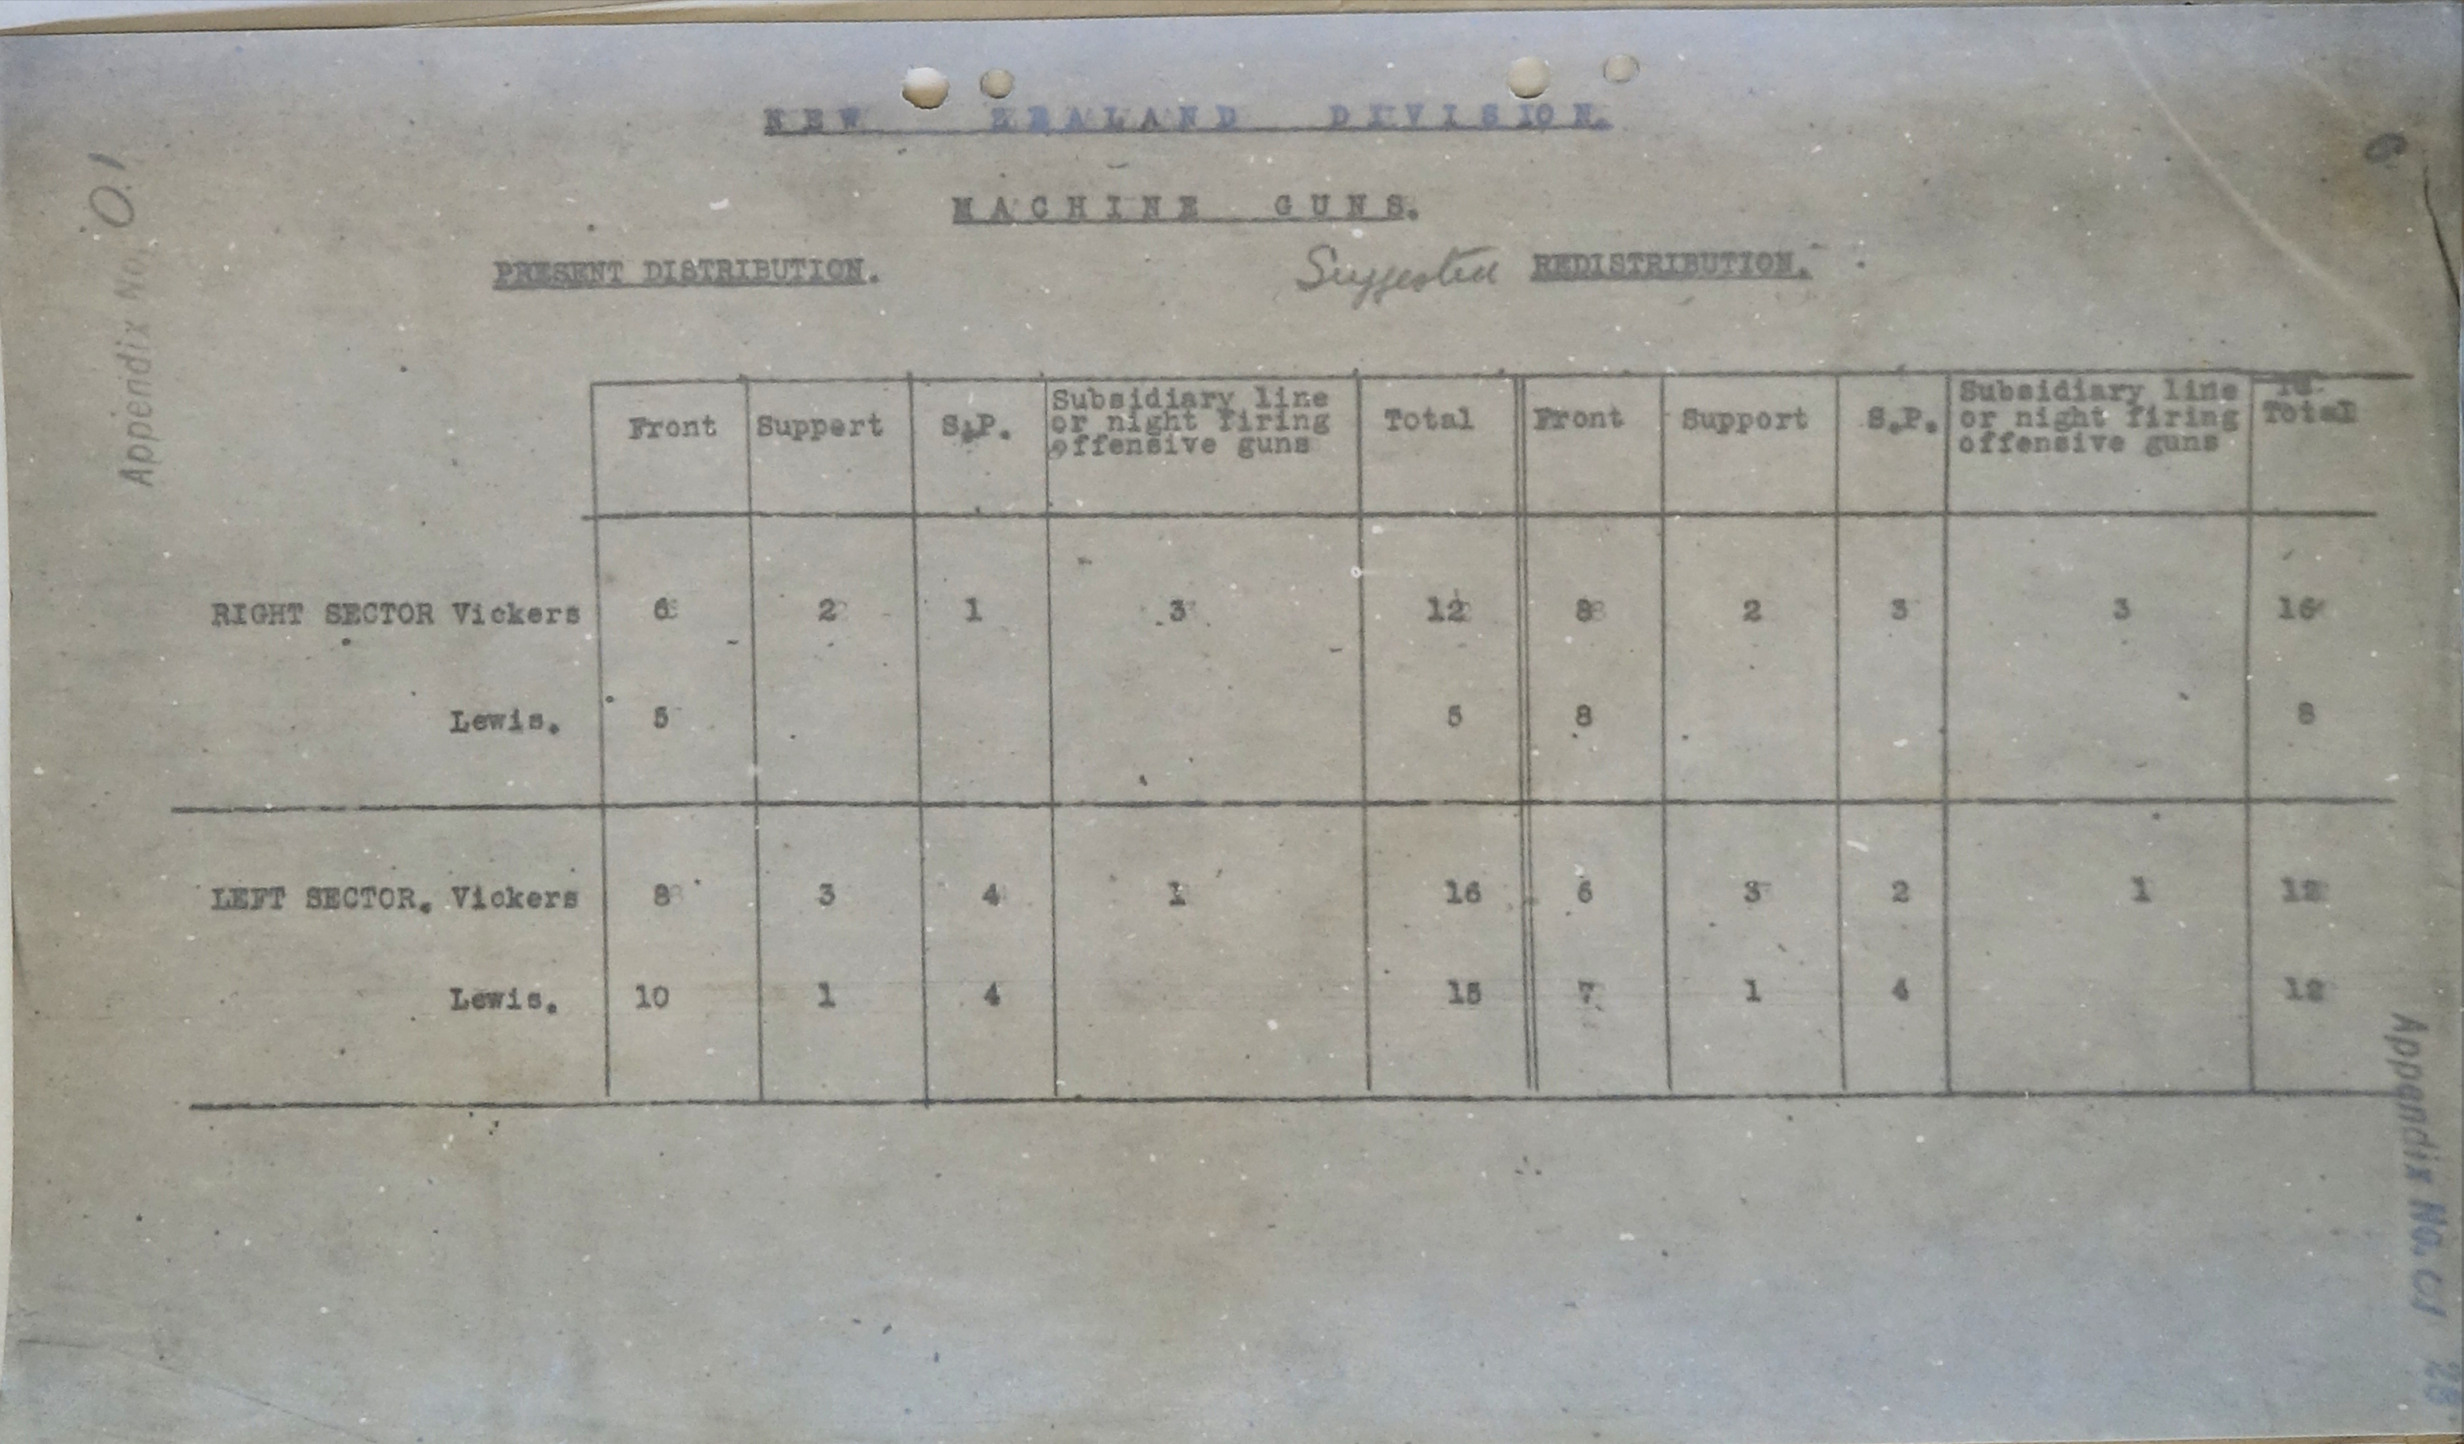 NEW ZEALAND DIVISION.
MACHINE GUNS.
PRESENT DISTRIBUTION. Suggested REDISTRIBUTION.
Appendix No. O.1
6
Front Support S.P. Subsidiary line or night firing offensive guns Total Front Support S.P. Subsidiary line or night firing offensive guns Total
RIGHT SECTOR Vickers 6 2 1 3 12 8 2 3 3 16
Lewis. 5 5 8 8
LEFT SECTOR. Vickers 8 3 4 1 16 6 3 2 1 12
Lewis. 10 1 4 15 7 1 4 12
Appendix No.